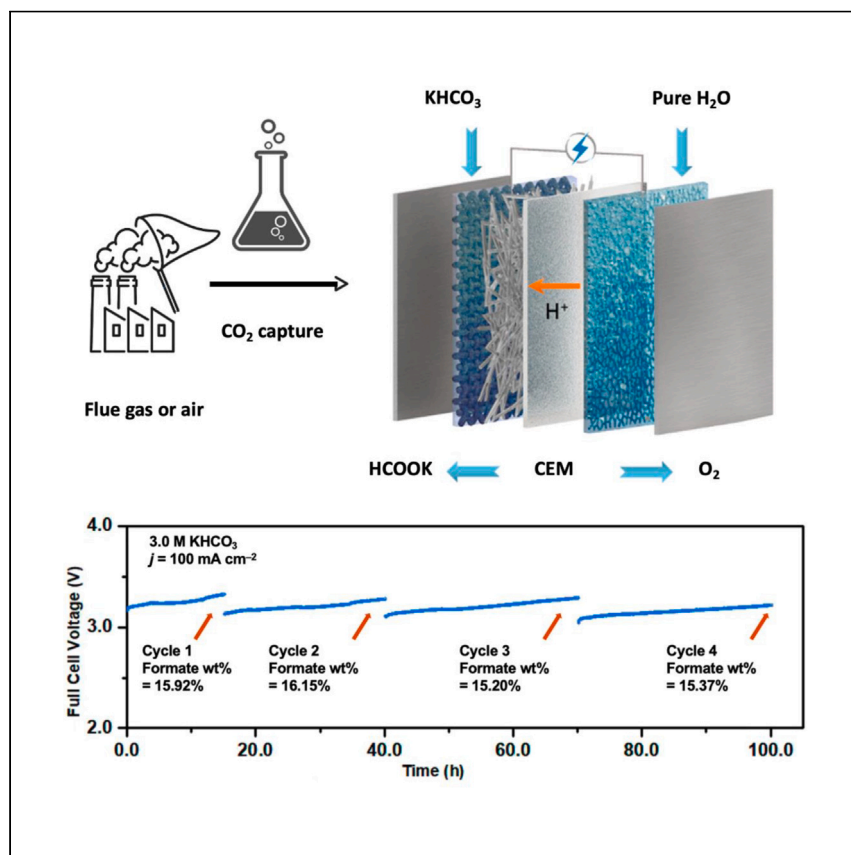 KHCO₃
Pure H₂O
H⁺
CO₂ capture
Flue gas or air
HCOOK
CEM
O₂
4.0
3.0 M KHCO₃
j = 100 mA cm⁻²
Full Cell Voltage (V)
3.0
Cycle 1
Formate wt%
= 15.92%
Cycle 2
Formate wt%
= 16.15%
Cycle 3
Formate wt%
= 15.20%
Cycle 4
Formate wt%
= 15.37%
2.0
0.0
20.0
40.0
60.0
80.0
100.0
Time (h)